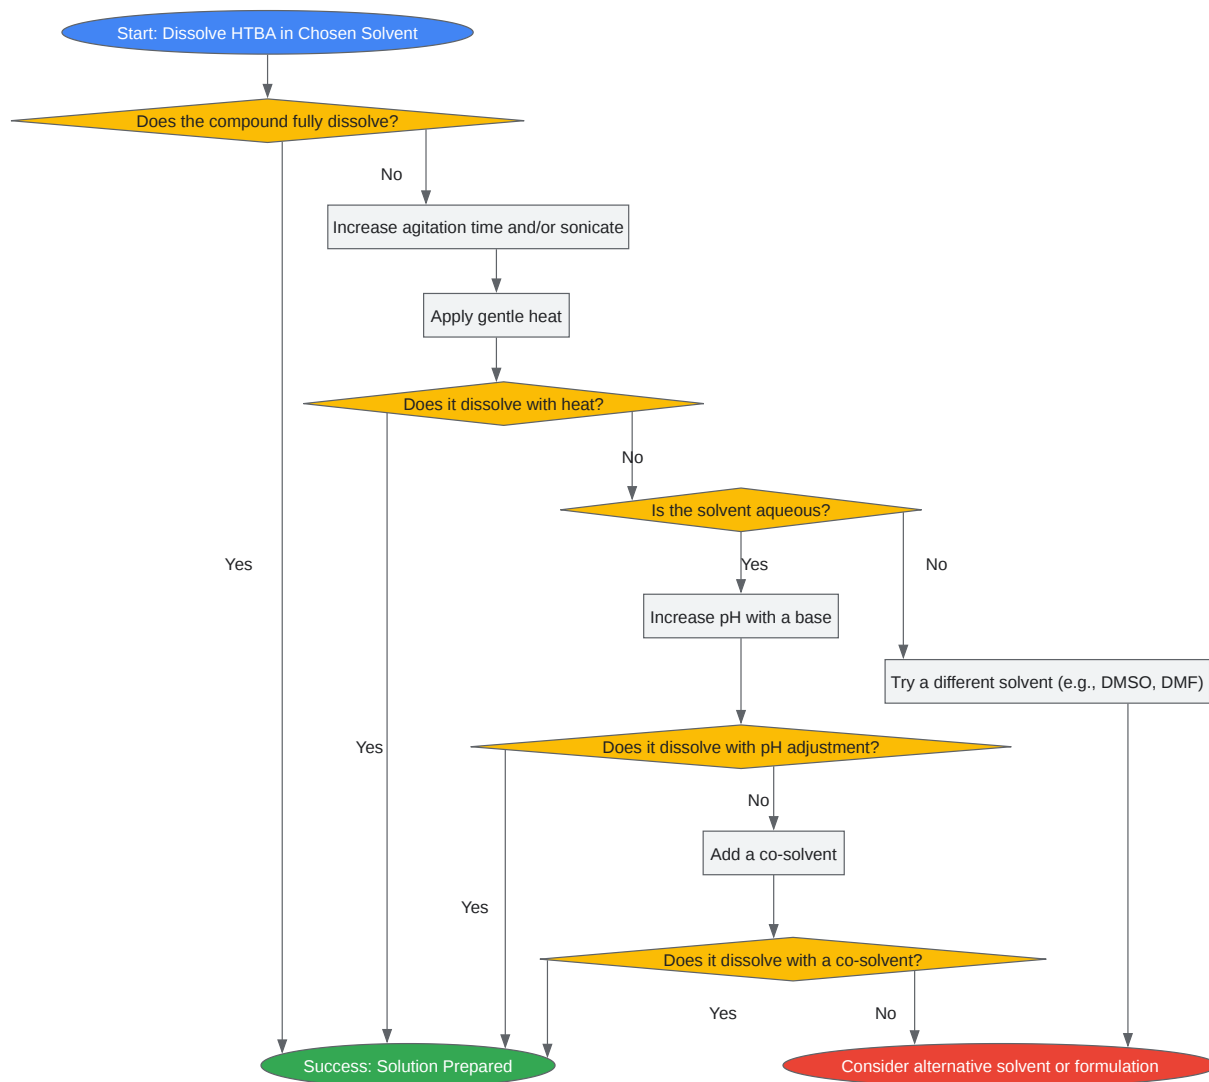 Start: Dissolve HTBA in Chosen Solvent
Does the compound fully dissolve?
No
Increase agitation time and/or sonicate
Apply gentle heat
Does it dissolve with heat?
No
Is the solvent aqueous?
Yes
Yes
No
Increase pH with a base
Try a different solvent (e.g., DMSO, DMF)
Yes
Does it dissolve with pH adjustment?
No
Add a co-solvent
Yes
Does it dissolve with a co-solvent?
Yes
No
Success: Solution Prepared
Consider alternative solvent or formulation